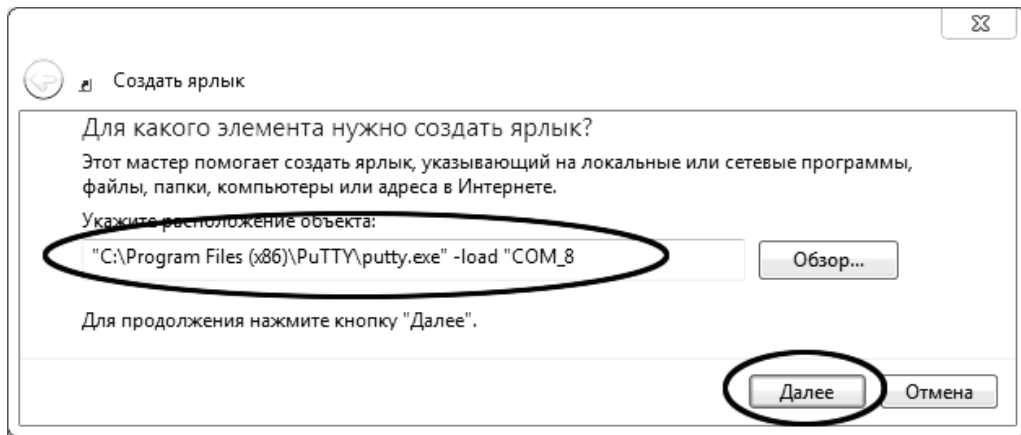 Создать ярлык
Для какого элемента нужно создать ярлык?
Этот мастер помогает создать ярлык, указывающий на локальные или сетевые программы,
файлы, папки, компьютеры или адреса в Интернете.
Укажите расположение объекта:
"C:\Program Files (x86)\PuTTY\putty.exe" -load "COM_8
Обзор...
Для продолжения нажмите кнопку "Далее".
Далее
Отмена